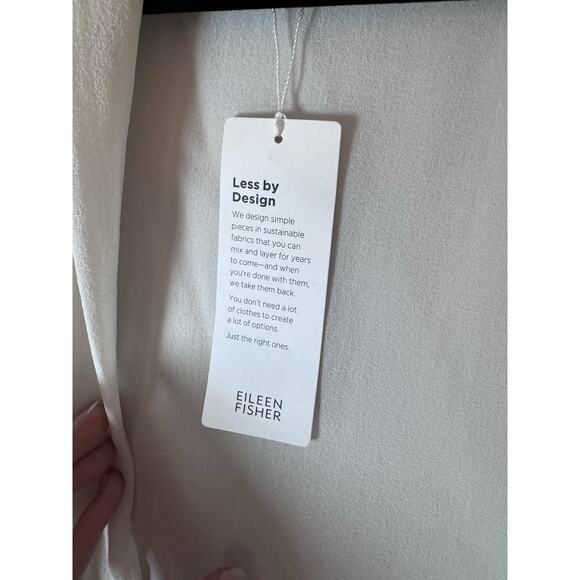 Less by
Design
We design simple
pieces in sustainable
fabrics that you can
mix and layer for years
to come—and when
you're done with them,
we take them back.
You don't need a lot
of clothes to create
a lot of options.
Just the right ones.
EILEEN
FISHER